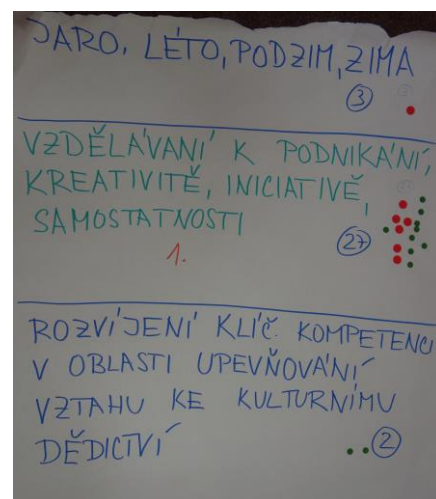 JARO, LÉTO, PODZIM, ZIMA
3
VZDĚLÁVANÍ K PODNIKÁNÍ,
KREATIVITĚ, INICIATIVĚ,
SAMOSTATNOSTI
27
1.
ROZVÍJENÍ KLÍČ. KOMPETENCÍ
V OBLASTI UPEVŇOVÁNÍ
VZTAHU KE KULTURNÍMU
DĚDICTVÍ
2